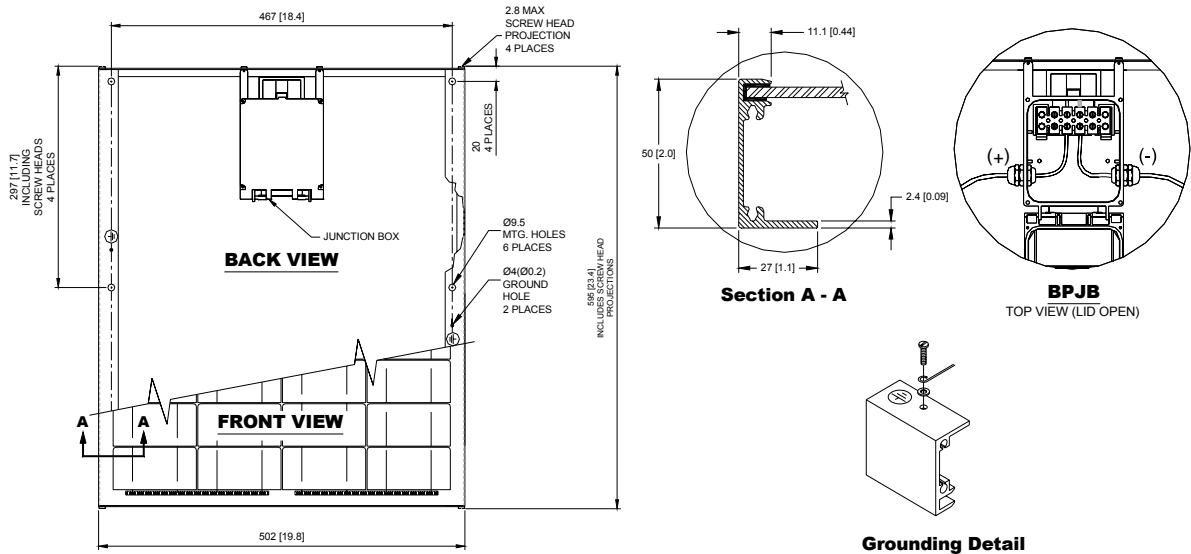 467 [18.4]
2.8 MAX
SCREW HEAD
PROJECTION
4 PLACES
297 [11.7]
INCLUDING
SCREW HEADS
4 PLACES
20
4 PLACES
JUNCTION BOX
BACK VIEW
Ø9.5
MTG. HOLES
6 PLACES
Ø4(Ø0.2)
GROUND
HOLE
2 PLACES
595 [23.4]
INCLUDES SCREW HEAD
PROJECTIONS
A
A
FRONT VIEW
502 [19.8]
11.1 [0.44]
50 [2.0]
2.4 [0.09]
27 [1.1]
Section A - A
(+)
(-)
BPJB
TOP VIEW (LID OPEN)
Grounding Detail